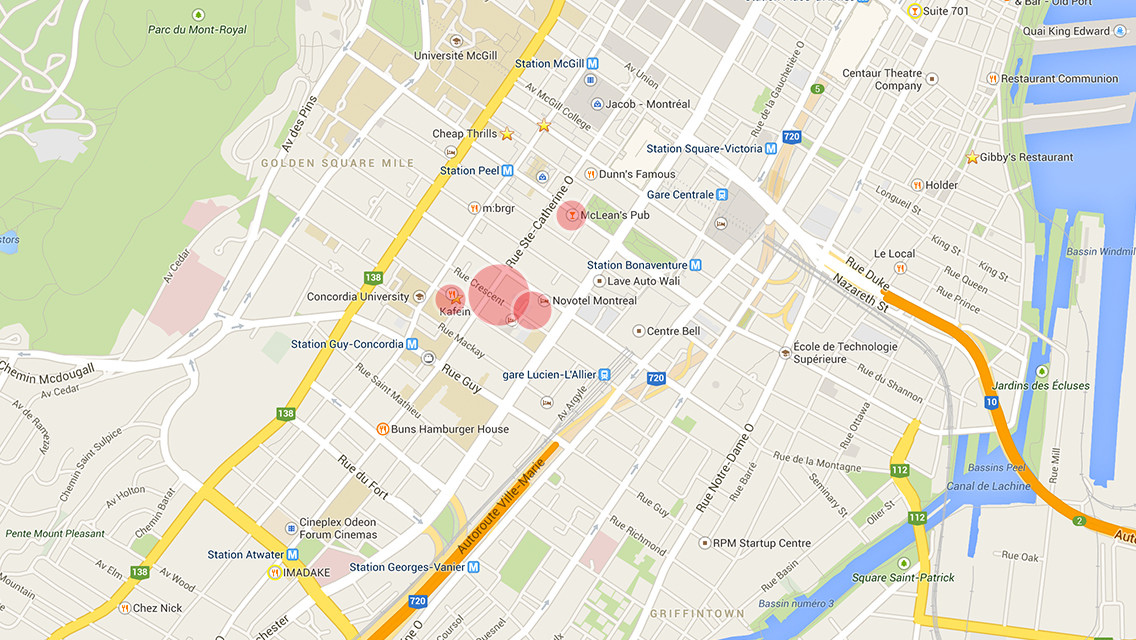 Parc du Mont-Royal
Université McGill
Station McGill
Suite 701
& Bar - Old Port
Quai King Edward
Centaur Theatre
Company
Restaurant Communion
Av Union
Av McGill College
Rue de la Gauchetière O
5
Jacob - Montréal
Av des Pins
Cheap Thrills
720
Station Square-Victoria
Gibby's Restaurant
GOLDEN SQUARE MILE
Station Peel
Dunn's Famous
Gare Centrale
Holder
Longueuil St
m:brgr
McLean's Pub
Rue Ste-Catherine O
King St
Bassin Windmil
Le Local
Av Cedar
Station Bonaventure
Rue Duke
Queen St
King St
Rue Prince
138
Rue Crescent
Lave Auto Wali
Nazareth St
Concordia University
Kafein
Novotel Montreal
Centre Bell
Rue Mackay
Station Guy-Concordia
École de Technologie
Supérieure
Chemin Mcdougall
Av Cedar
Rue Guy
gare Lucien-L'Allier
720
Rue du Shannon
Jardins des Écluses
Rue Saint Mathieu
Av Argyle
10
138
Av de Ramezay
Buns Hamburger House
Rue Ottawa
Chemin Saint Sulpice
Rue Notre-Dame O
Rue du Fort
Rue de la Montagne
112
Bassins Peel
Canal de Lachine
Rue Mill
Rue Barré
Autoroute Ville-Marie
Av Holton
Chemin Barat
Rue Guy
Seminary St
Olier St
112
2
Pente Mount Pleasant
Cineplex Odeon
Forum Cinemas
Rue Richmond
RPM Startup Centre
Station Atwater
Station Georges-Vanier
Rue Oak
IMADAKE
138
Av Elm
Av Wood
Rue Basin
Square Saint-Patrick
Chez Nick
720
Bassin numéro 3
GRIFFINTOWN
Coursol
Quesnel